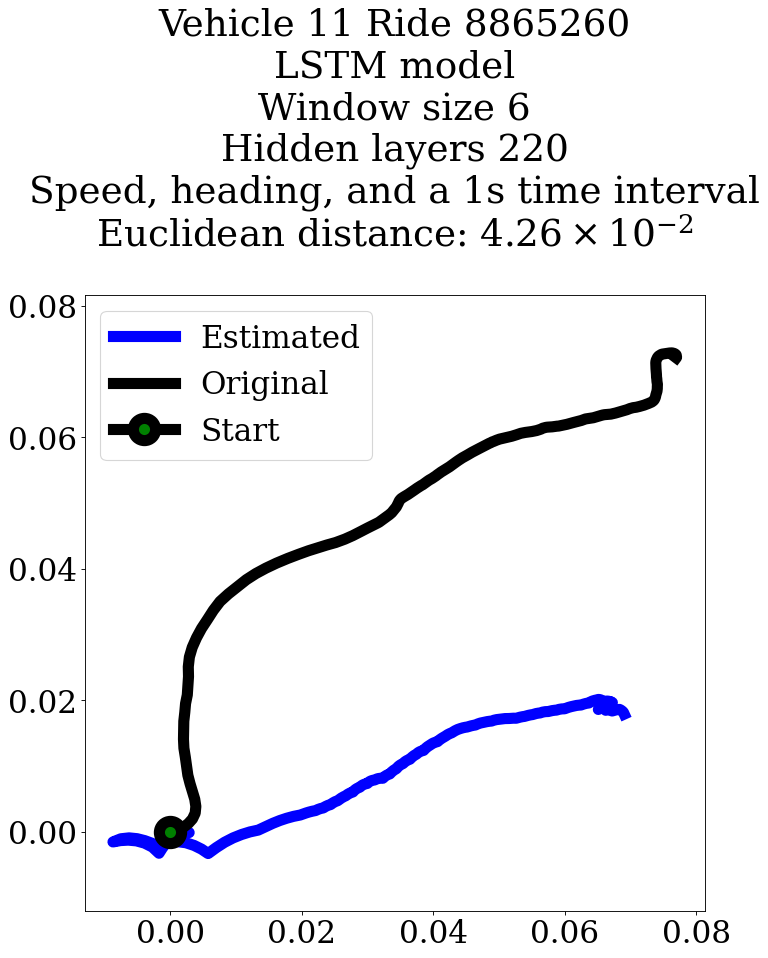 Vehicle 11 Ride 8865260
LSTM model
Window size 6
Hidden layers 220
Speed, heading, and a 1s time interval
Euclidean distance: 4.26 × 10⁻²
0.08
Estimated
Original
Start
0.06
0.04
0.02
0.00
0.00 0.02 0.04 0.06 0.08